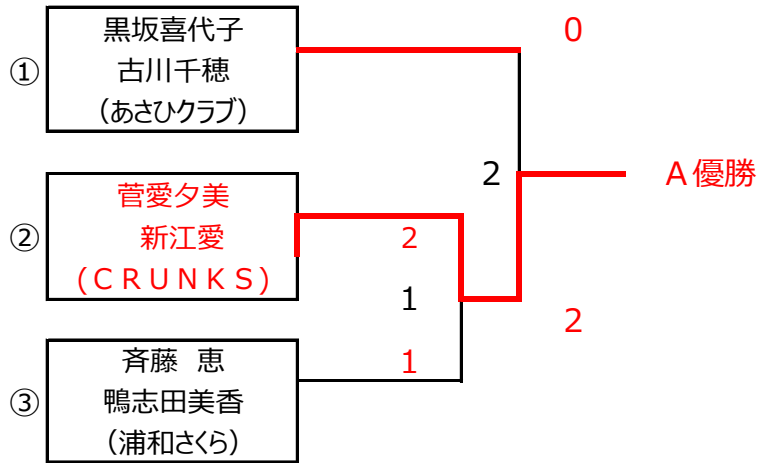 ①
黒坂喜代子
古川千穂
(あさひクラブ)
0
2
A優勝
②
菅愛夕美
新江愛
(CRUNKS)
2
1
2
③
斉藤 恵
鴨志田美香
(浦和さくら)
1